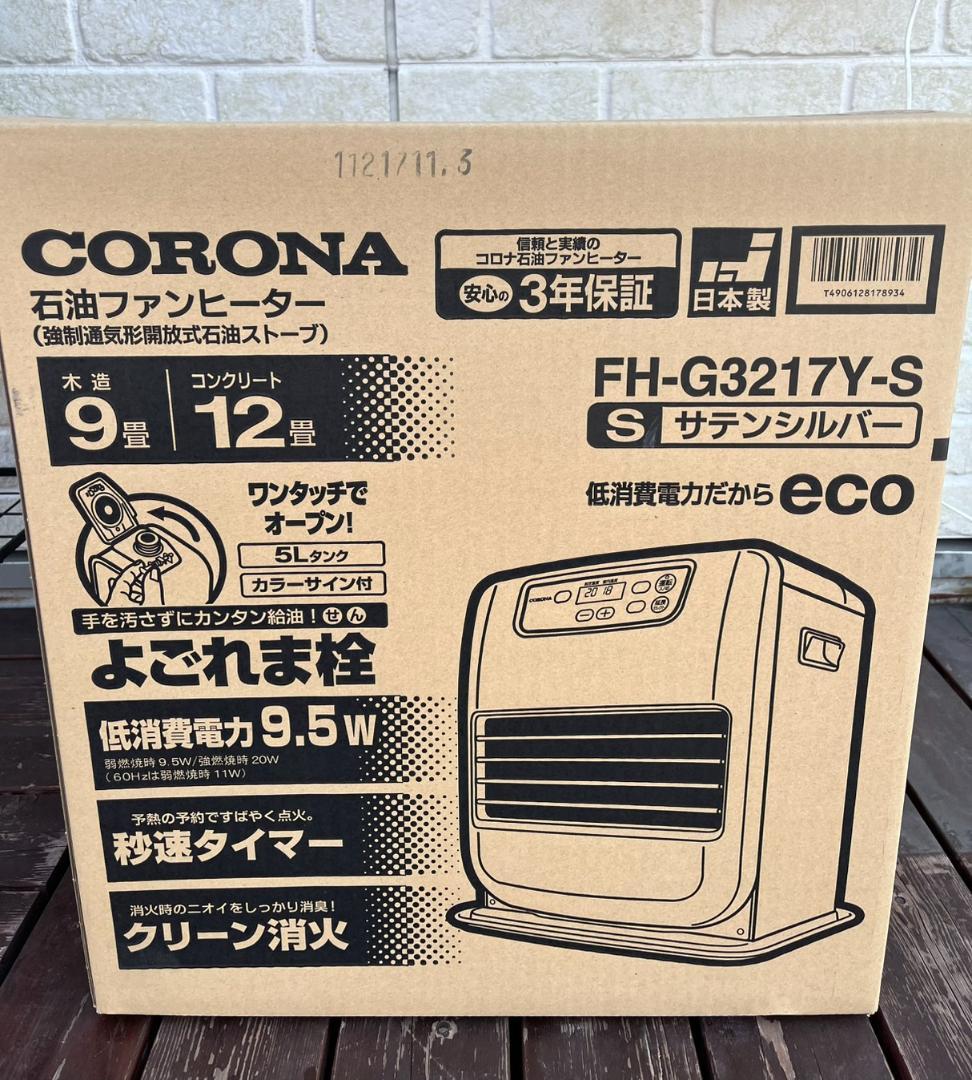 1121711.3
CORONA
石油ファンヒーター
（強制通気形開放式石油ストーブ）
信頼と実績の
コロナ石油ファンヒーター
安心の 3年保証
日本製
T4906128178934
木造
9畳
コンクリート
12畳
FH-G3217Y-S
S サテンシルバー
低消費電力だから eco
ワンタッチで
オープン!
5Lタンク
カラーサイン付
手を汚さずにカンタン給油！せん
よごれま栓
低消費電力 9.5W
弱燃焼時 9.5W/強燃焼時 20W
（60Hzは弱燃焼時 11W）
予熱の予約ですばやく点火。
秒速タイマー
消火時のニオイをしっかり消臭!
クリーン消火
CORONA
20 18